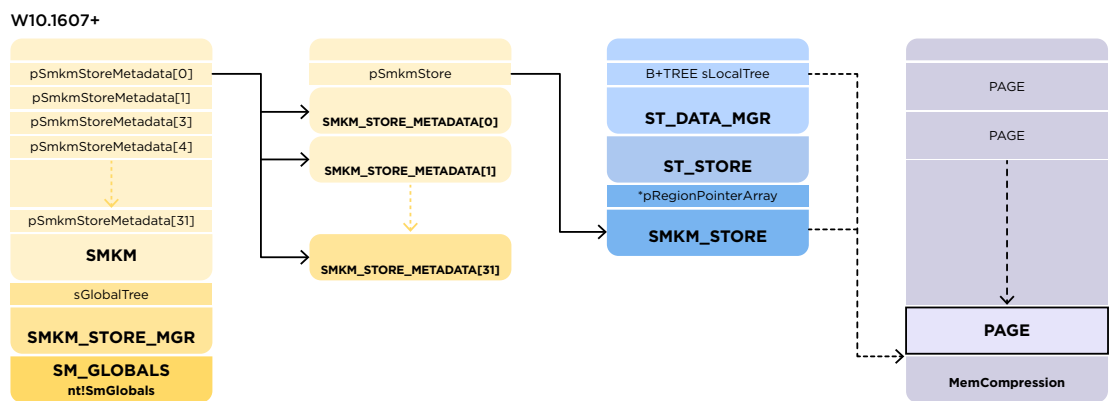 W10.1607+
pSmkmStoreMetadata[0]
pSmkmStoreMetadata[1]
pSmkmStoreMetadata[3]
pSmkmStoreMetadata[4]
pSmkmStoreMetadata[31]
SMKM
sGlobalTree
SMKM_STORE_MGR
SM_GLOBALS
nt!SmGlobals
pSmkmStore
SMKM_STORE_METADATA[0]
SMKM_STORE_METADATA[1]
SMKM_STORE_METADATA[31]
B+TREE sLocalTree
ST_DATA_MGR
ST_STORE
*pRegionPointerArray
SMKM_STORE
PAGE
PAGE
PAGE
MemCompression